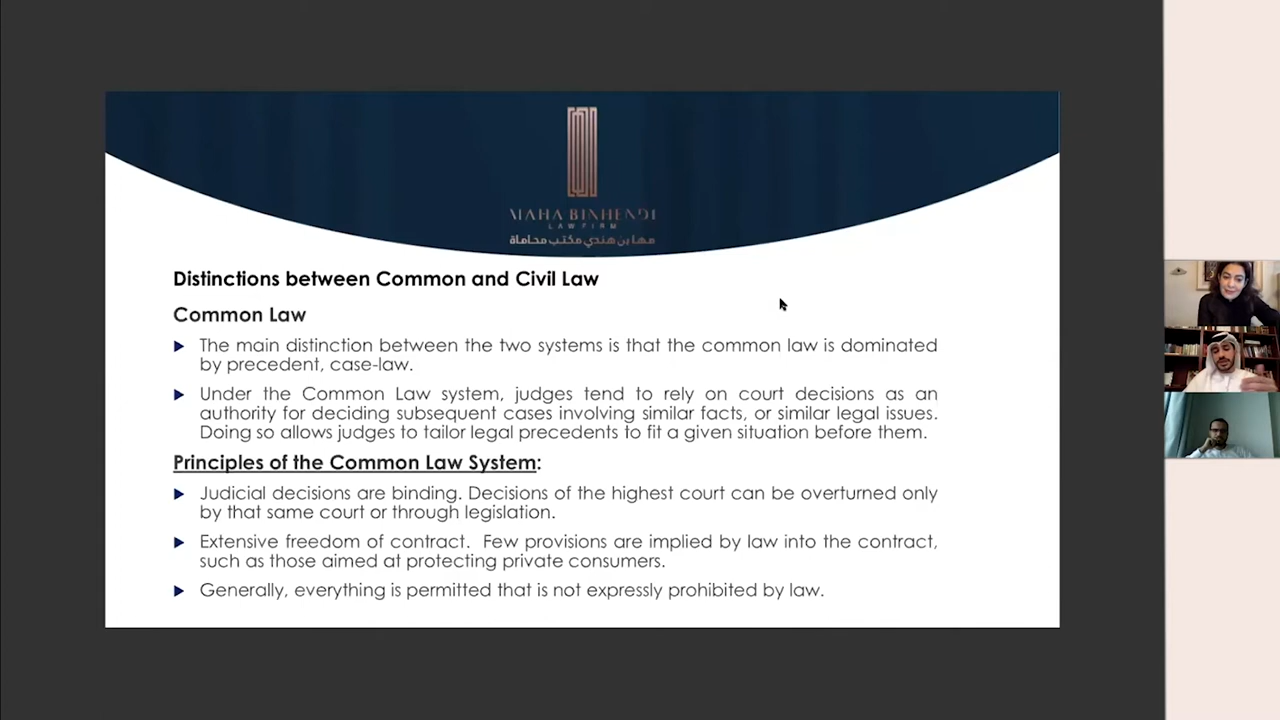 MAHA BINHENDI
LAW FIRM
مها بن هندي مكتب محاماة
Distinctions between Common and Civil Law
Common Law
The main distinction between the two systems is that the common law is dominated
by precedent, case-law.
Under the Common Law system, judges tend to rely on court decisions as an
authority for deciding subsequent cases involving similar facts, or similar legal issues.
Doing so allows judges to tailor legal precedents to fit a given situation before them.
Principles of the Common Law System:
Judicial decisions are binding. Decisions of the highest court can be overturned only
by that same court or through legislation.
Extensive freedom of contract. Few provisions are implied by law into the contract,
such as those aimed at protecting private consumers.
Generally, everything is permitted that is not expressly prohibited by law.